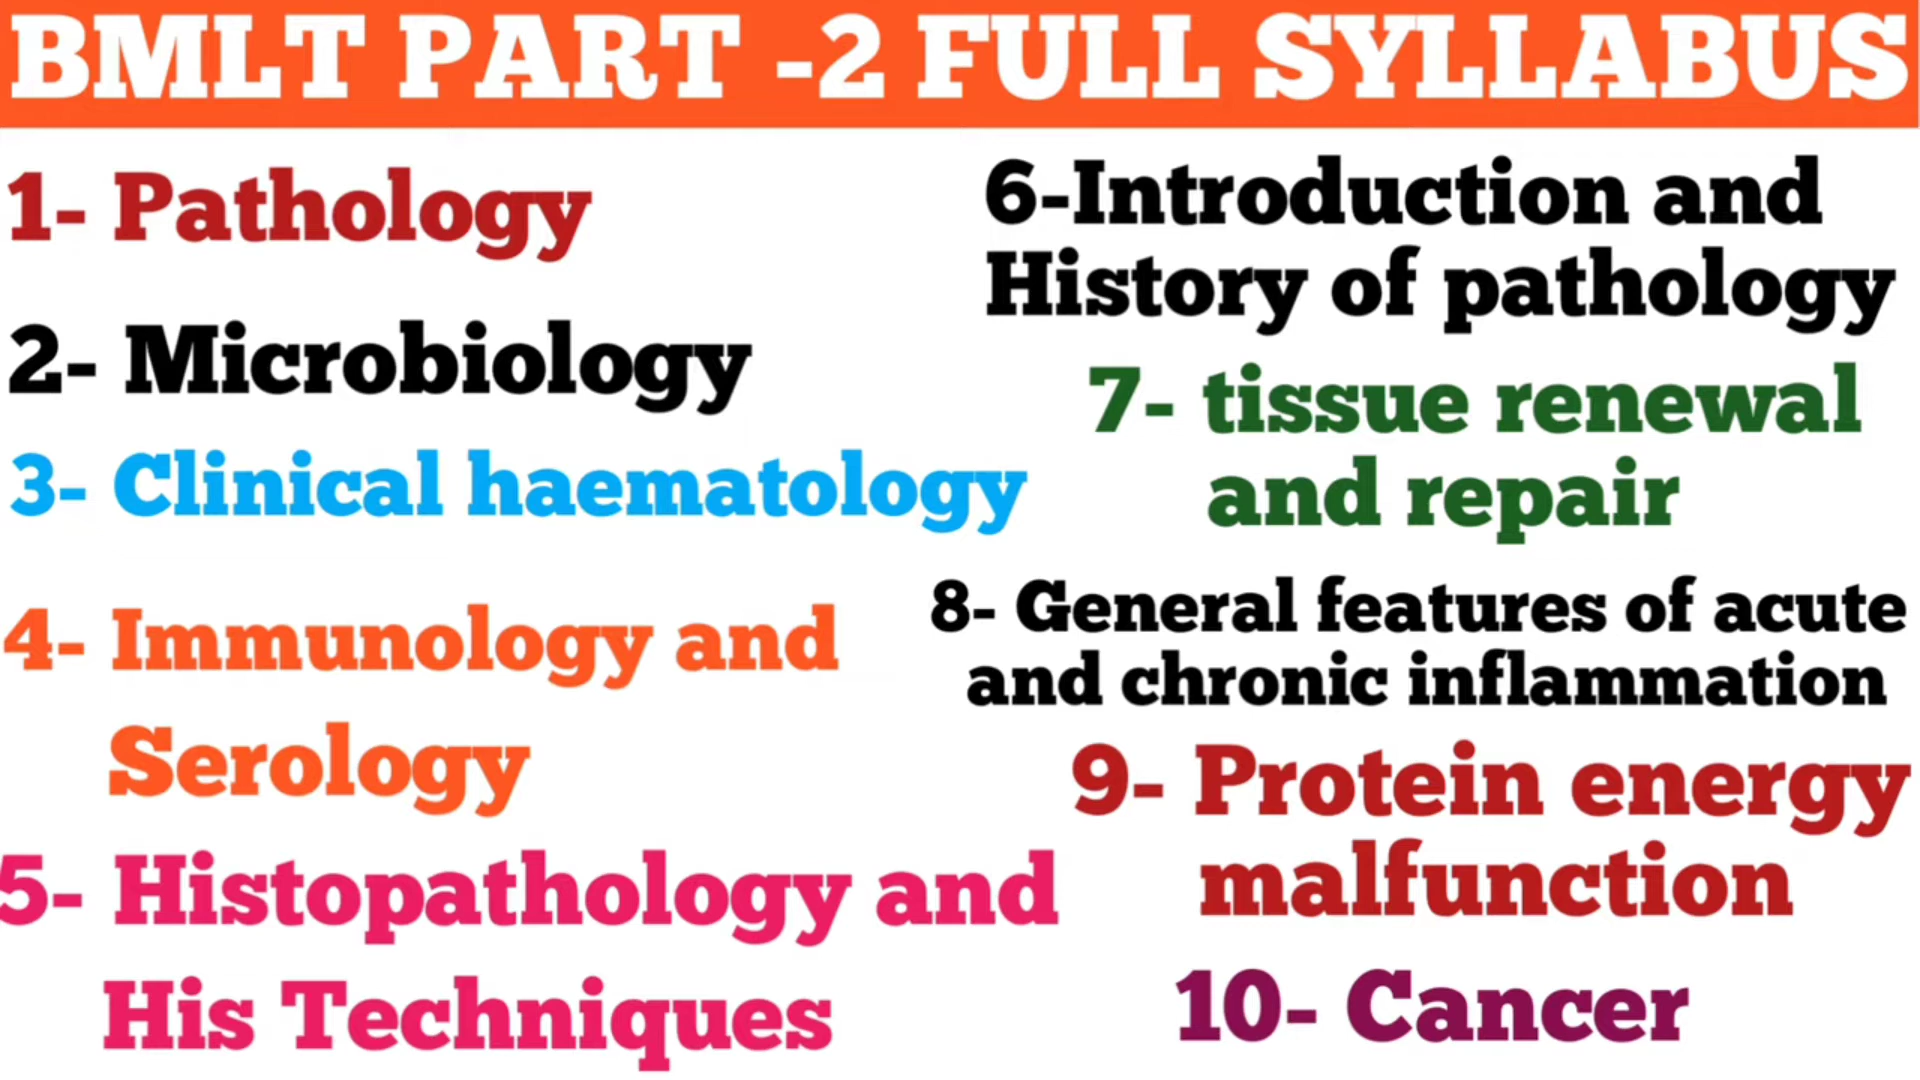 BMLT PART -2 FULL SYLLABUS
1- Pathology
2- Microbiology
3- Clinical haematology
4- Immunology and
Serology
5- Histopathology and
His Techniques
6-Introduction and
History of pathology
7- tissue renewal
and repair
8- General features of acute
and chronic inflammation
9- Protein energy
malfunction
10- Cancer